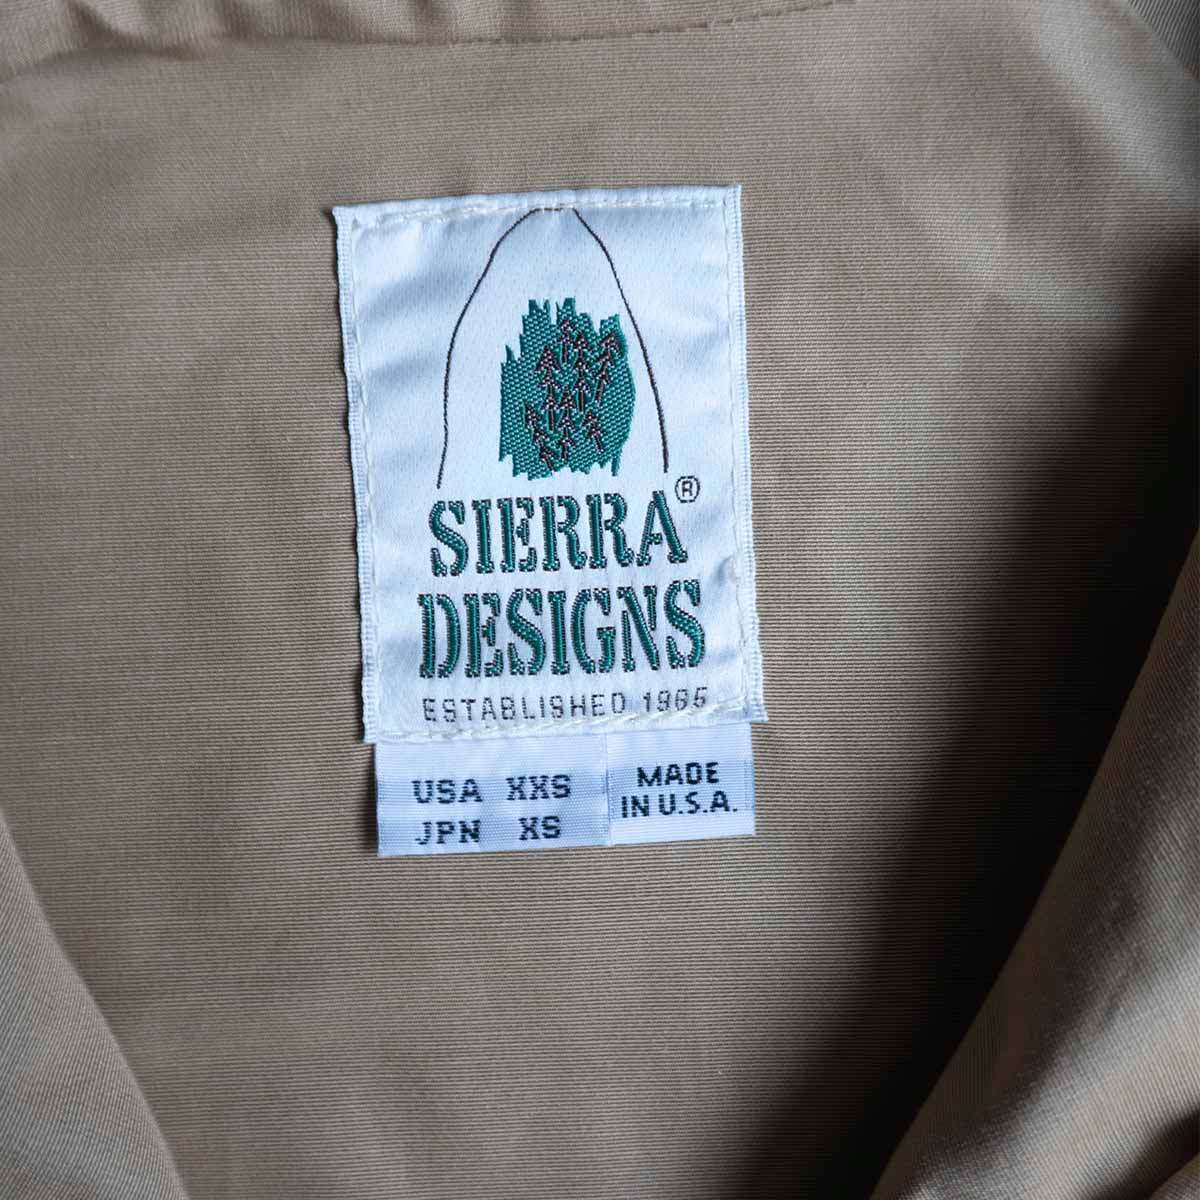 SIERRA®
DESIGNS
ESTABLISHED 1965
USA XXS
JPN XS
MADE
IN U.S.A.